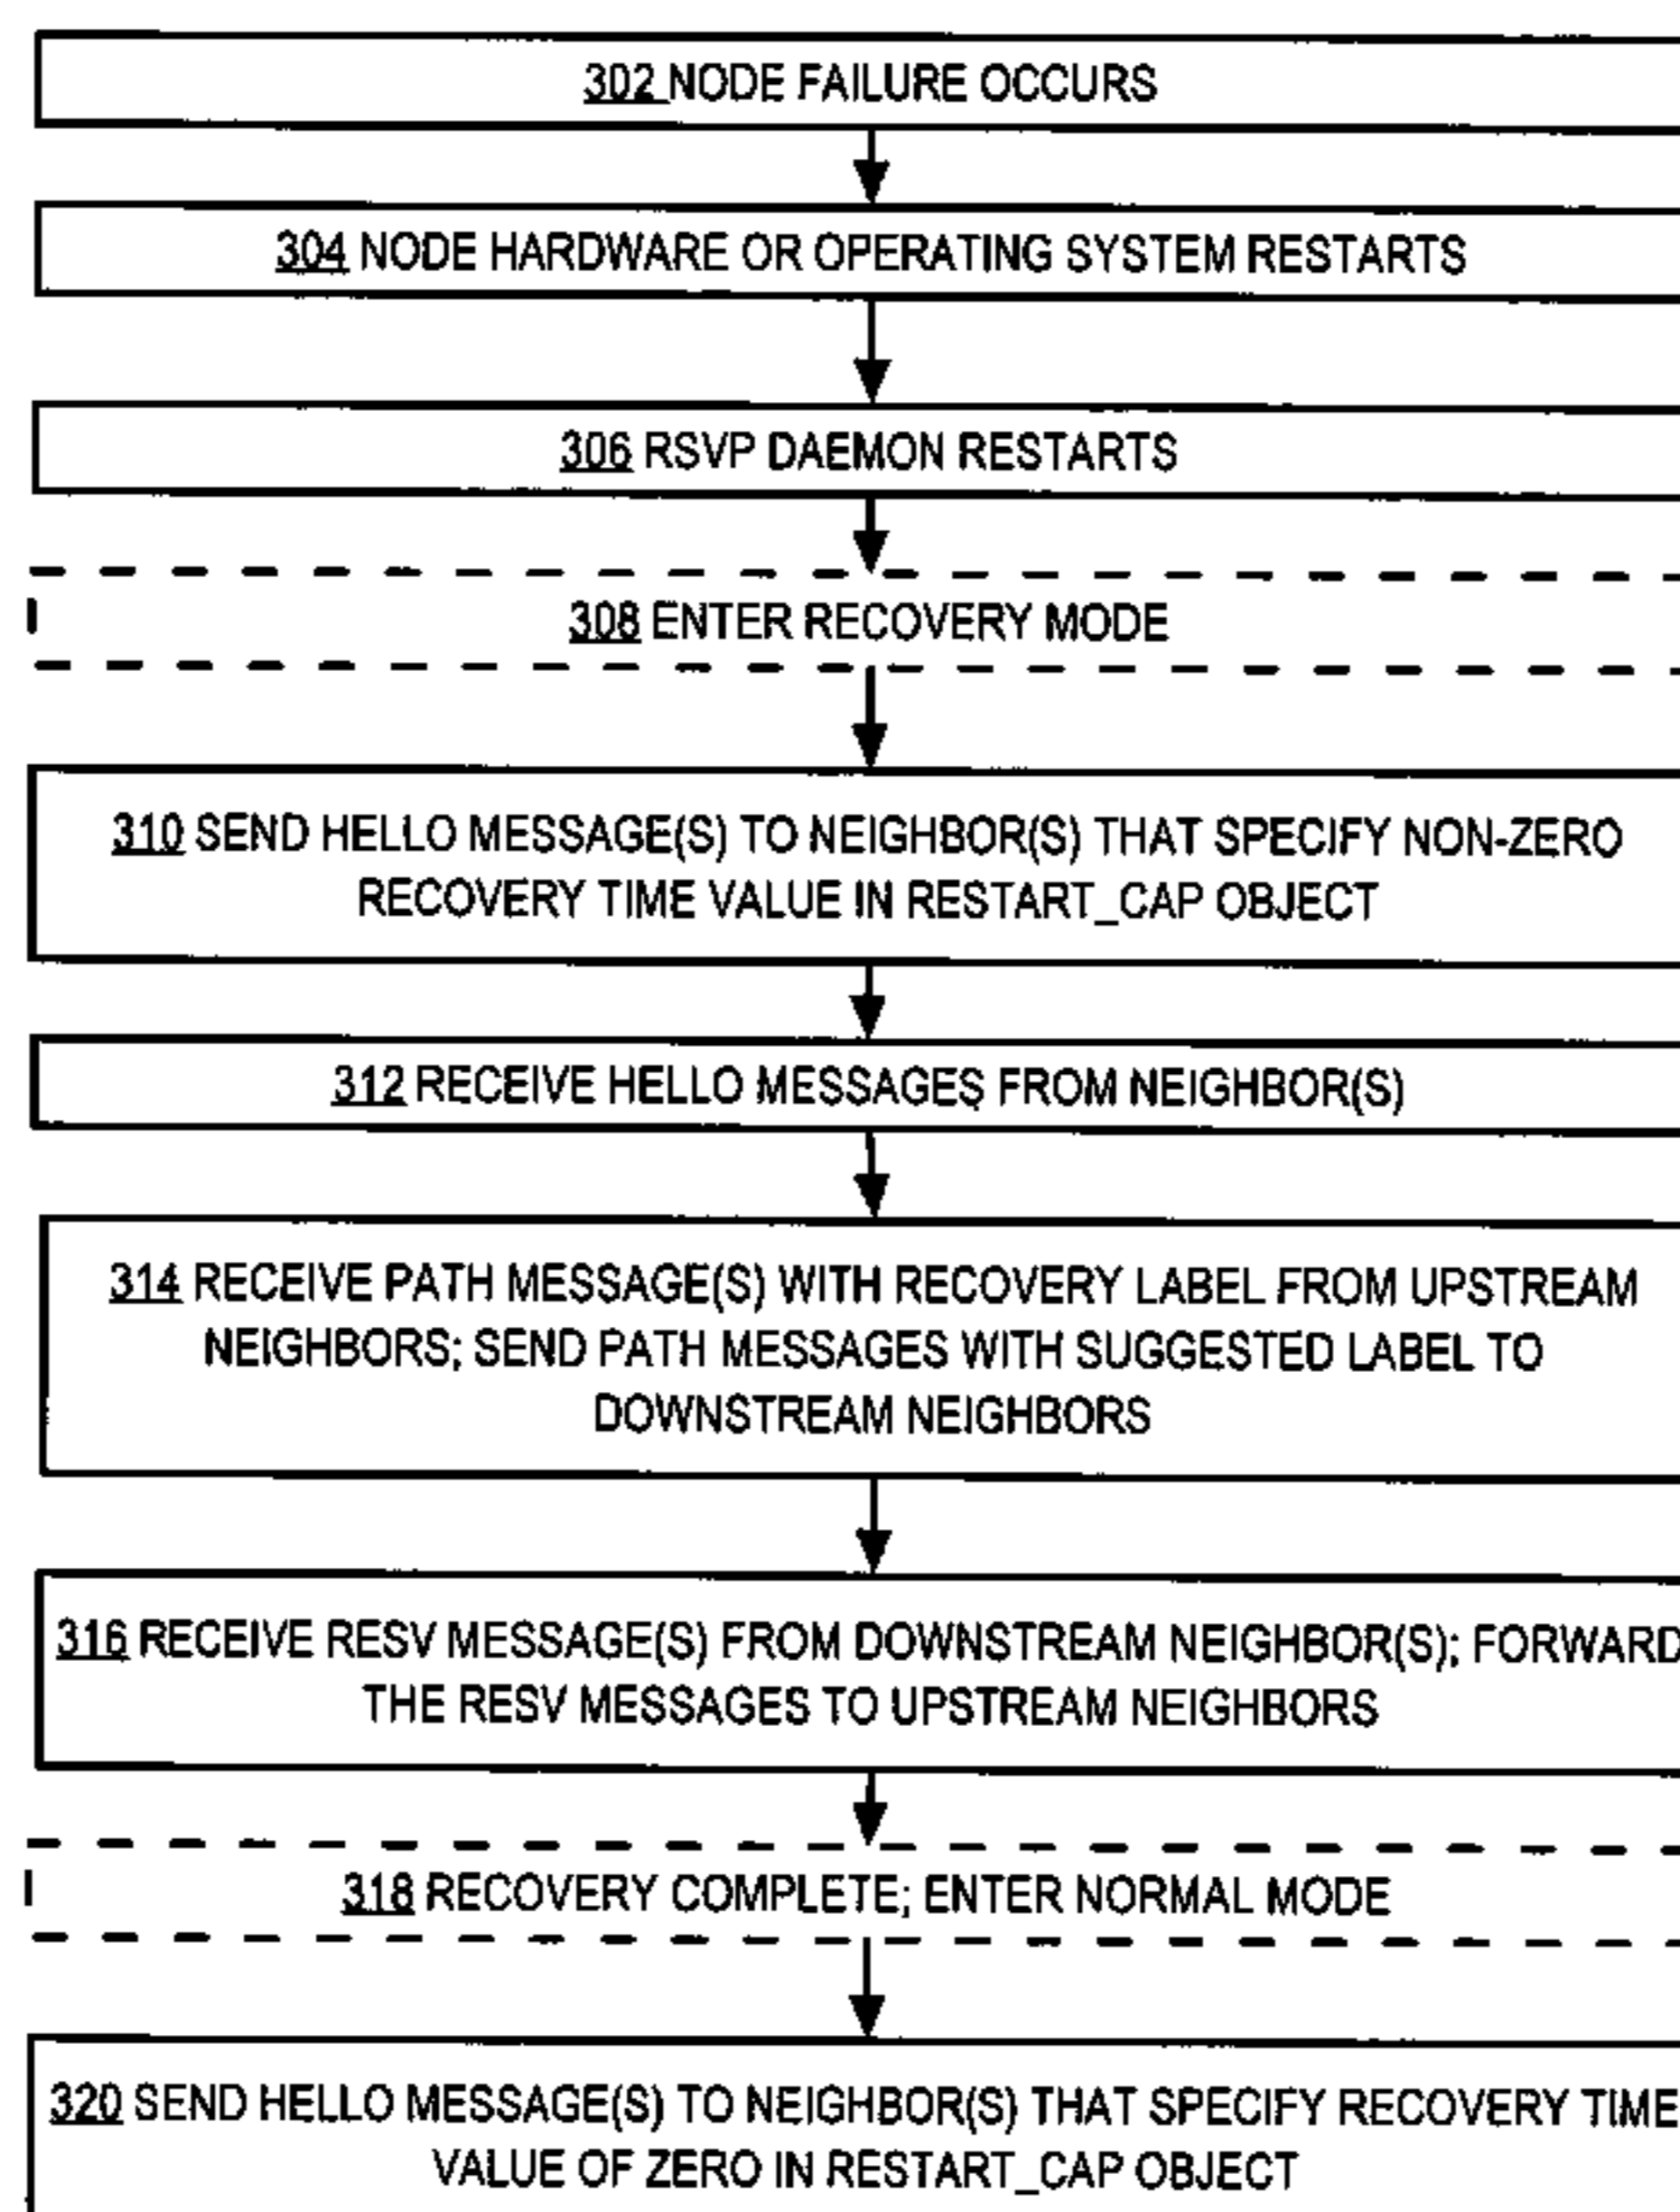 302 NODE FAILURE OCCURS
304 NODE HARDWARE OR OPERATING SYSTEM RESTARTS
306 RSVP DAEMON RESTARTS
308 ENTER RECOVERY MODE
310 SEND HELLO MESSAGE(S) TO NEIGHBOR(S) THAT SPECIFY NON-ZERO
RECOVERY TIME VALUE IN RESTART_CAP OBJECT
312 RECEIVE HELLO MESSAGES FROM NEIGHBOR(S)
314 RECEIVE PATH MESSAGE(S) WITH RECOVERY LABEL FROM UPSTREAM
NEIGHBORS; SEND PATH MESSAGES WITH SUGGESTED LABEL TO
DOWNSTREAM NEIGHBORS
316 RECEIVE RESV MESSAGE(S) FROM DOWNSTREAM NEIGHBOR(S); FORWARD
THE RESV MESSAGES TO UPSTREAM NEIGHBORS
318 RECOVERY COMPLETE; ENTER NORMAL MODE
320 SEND HELLO MESSAGE(S) TO NEIGHBOR(S) THAT SPECIFY RECOVERY TIME
VALUE OF ZERO IN RESTART_CAP OBJECT